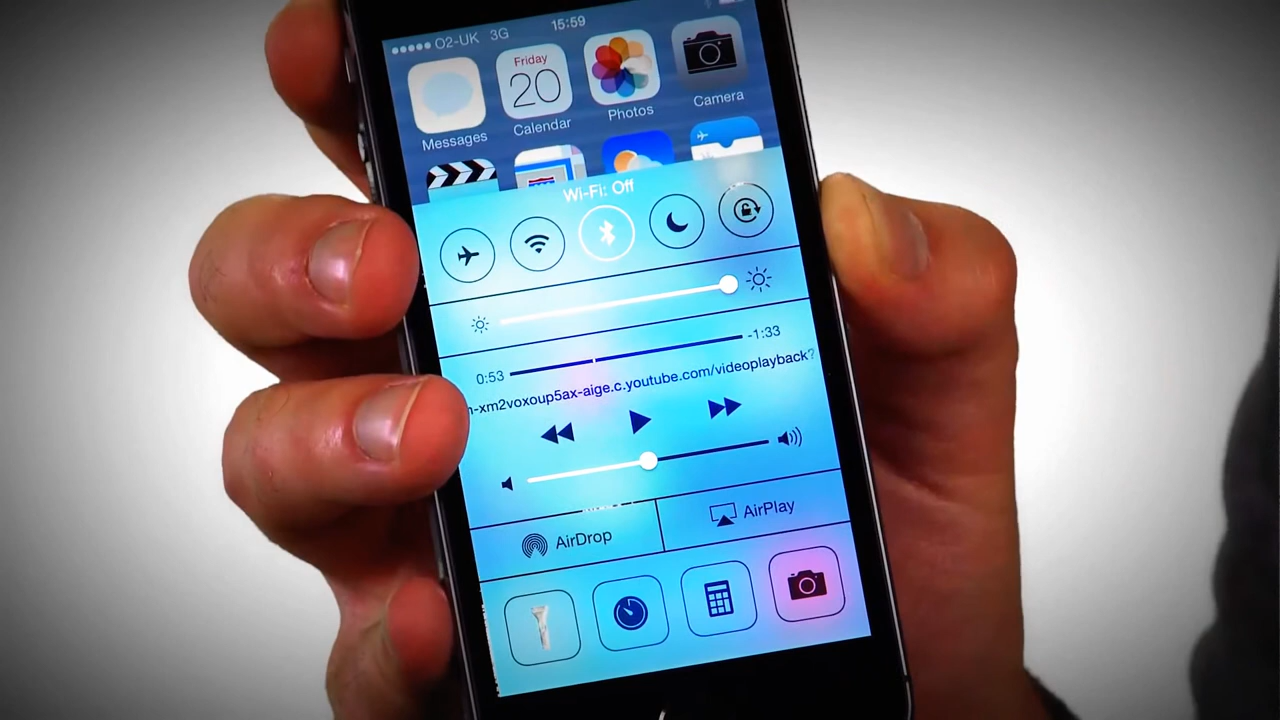 O2-UK 3G 15:59
Friday
20
Messages Calendar Photos Camera
Wi-Fi: Off
0:53 -1:33
-xm2voxoup5ax-aige.c.youtube.com/videoplayback?
AirDrop AirPlay